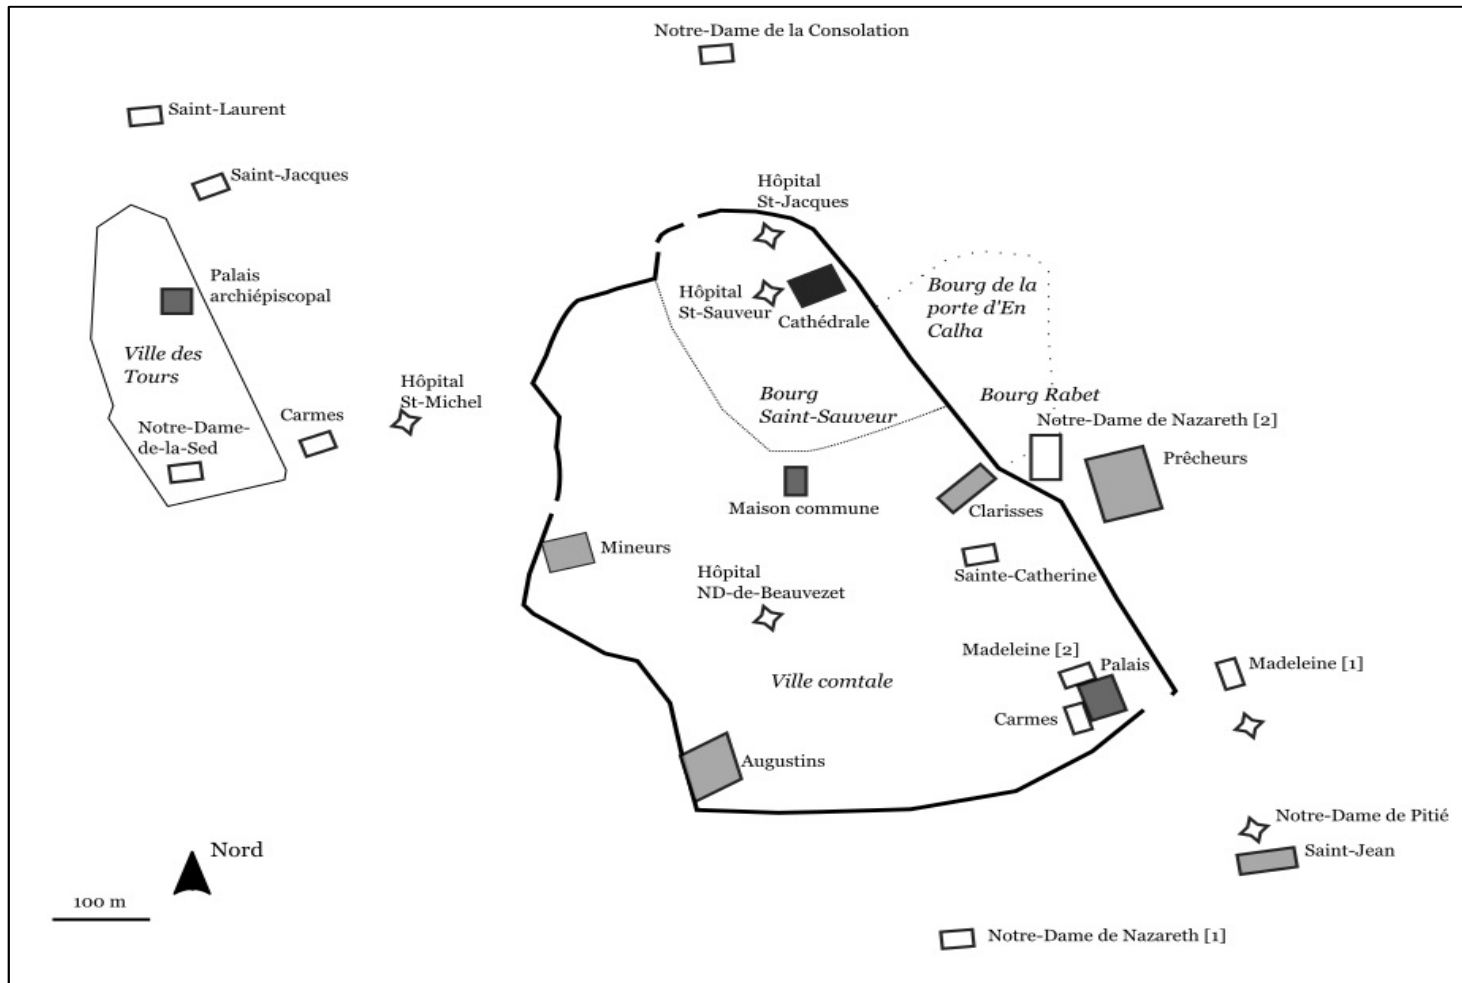 Notre-Dame de la Consolation
Saint-Laurent
Saint-Jacques
Hôpital
St-Jacques
Palais
archiépiscopal
Hôpital
St-Sauveur
Cathédrale
Bourg de la
porte d'En
Calha
Ville des
Tours
Hôpital
St-Michel
Carmes
Notre-Dame-
de-la-Sed
Bourg
Saint-Sauveur
Bourg Rabet
Notre-Dame de Nazareth [2]
Prêcheurs
Maison commune
Clarisses
Mineurs
Sainte-Catherine
Hôpital
ND-de-Beauvezet
Madeleine [2]
Palais
Madeleine [1]
Ville comtale
Carmes
Augustins
Notre-Dame de Pitié
Saint-Jean
Nord
100 m
Notre-Dame de Nazareth [1]